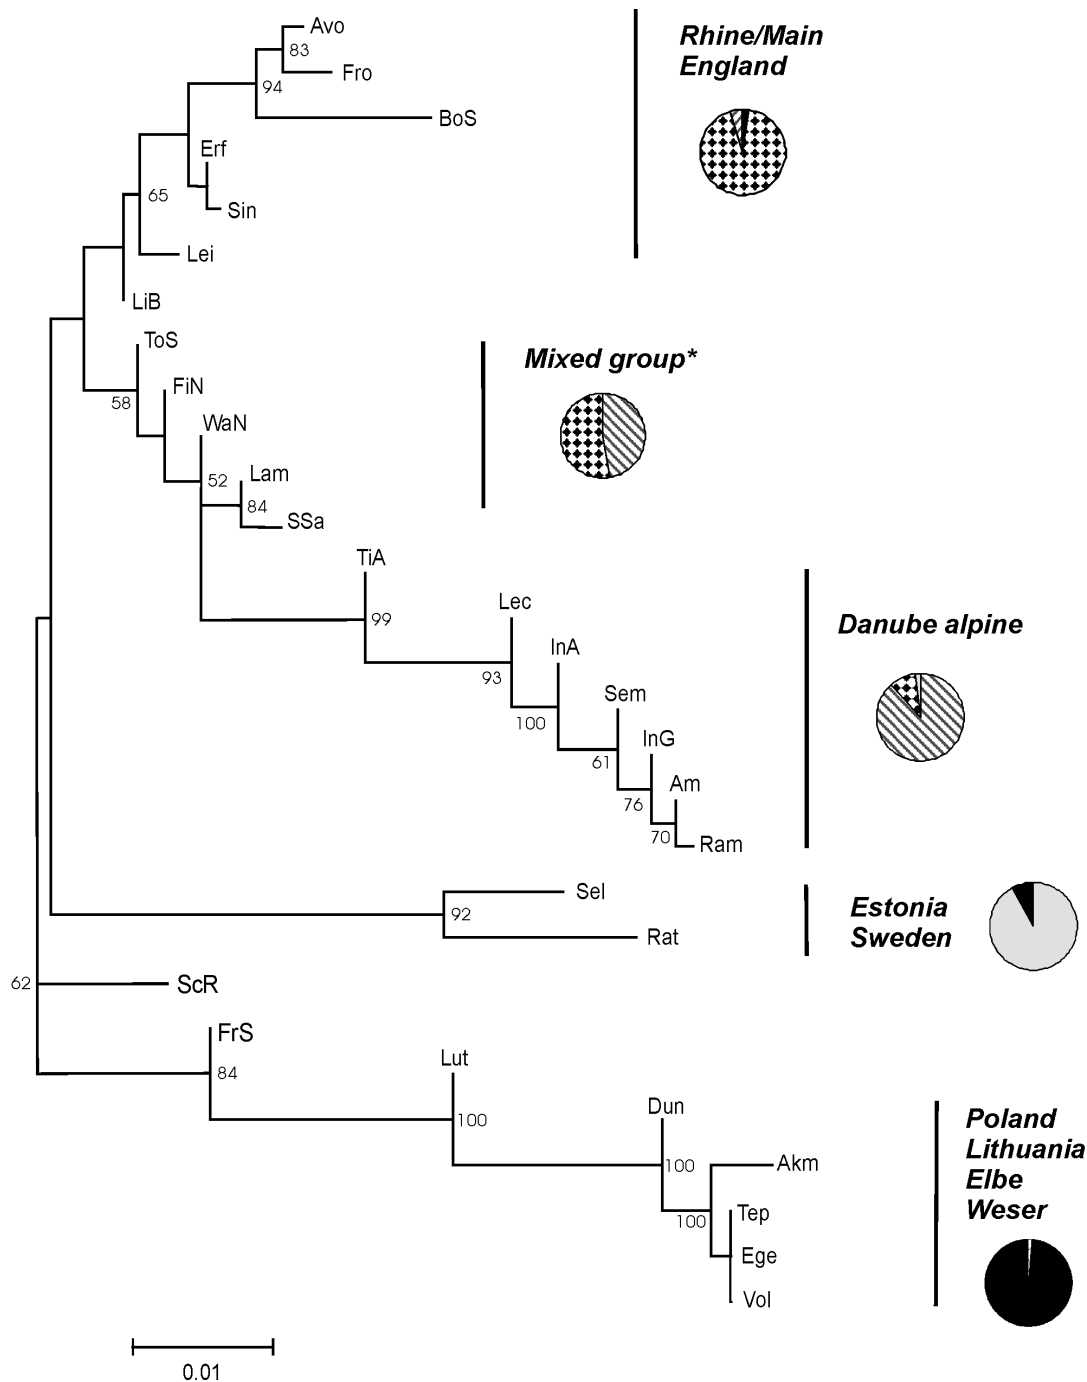 Avo
83
Fro
94
BoS
Erf
65
Sin
Lei
LiB
Rhine/Main
England
ToS
FiN
58
WaN
52
Lam
84
SSa
Mixed group*
TiA
99
Lec
93
InA
100
Sem
61
InG
76
Am
70
Ram
Danube alpine
Sel
92
Rat
Estonia
Sweden
62
ScR
FrS
84
Lut
100
Dun
100
Akm
100
Tep
Ege
Vol
Poland
Lithuania
Elbe
Weser
0.01